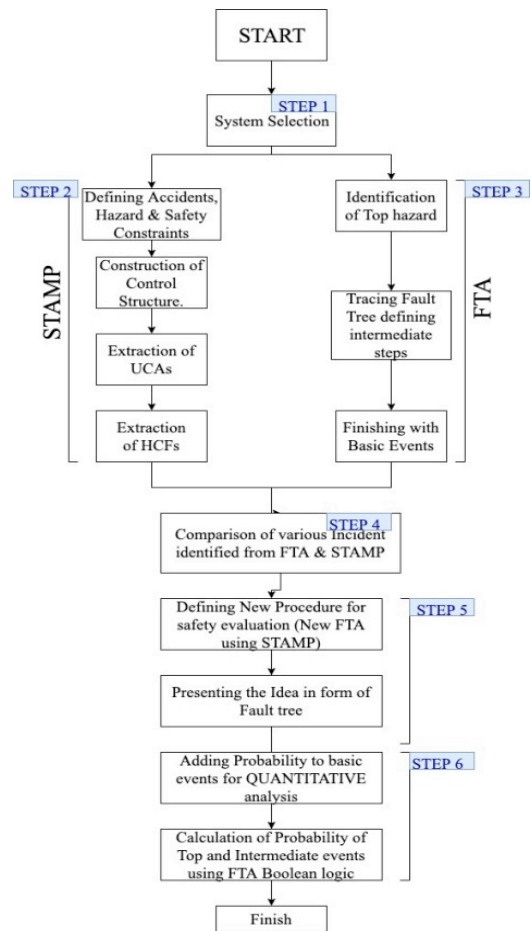 START
STEP 1
System Selection
STEP 2
STAMP
Defining Accidents,
Hazard & Safety
Constraints
Construction of
Control
Structure.
Extraction of
UCAs
Extraction
of HCFs
STEP 3
FTA
Identification
of Top hazard
Tracing Fault
Tree defining
intermediate
steps
Finishing with
Basic Events
STEP 4
Comparison of various Incident
identified from FTA & STAMP
STEP 5
Defining New Procedure for
safety evaluation (New FTA
using STAMP)
Presenting the Idea in form of
Fault tree
STEP 6
Adding Probability to basic
events for QUANTITATIVE
analysis
Calculation of Probability of
Top and Intermediate events
using FTA Boolean logic
Finish